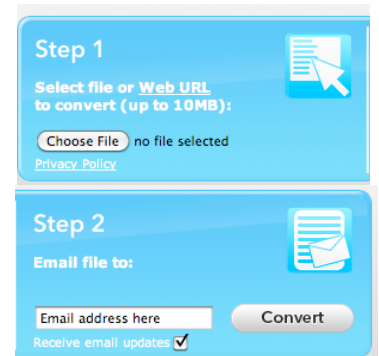 Step 1
Select file or Web URL
to convert (up to 10MB):
Choose File no file selected
Privacy Policy
Step 2
Email file to:
Email address here Convert
Receive email updates